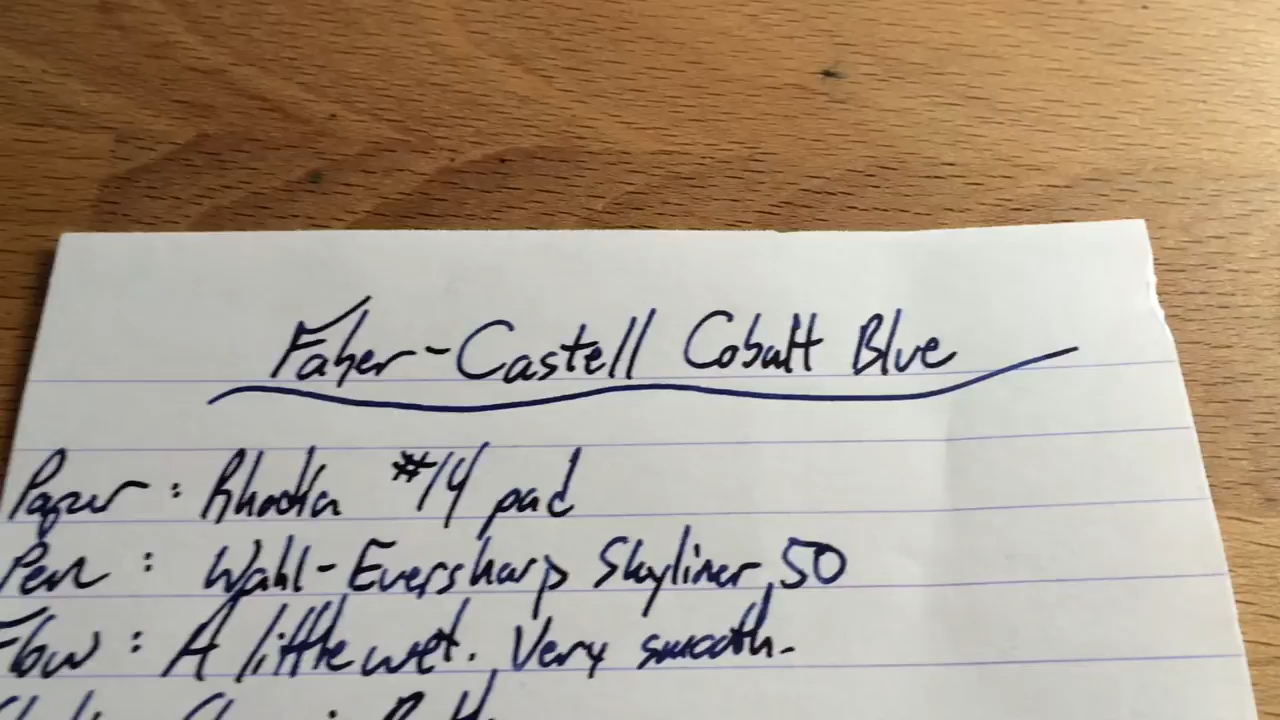 Faber-Castell Cobalt Blue
Paper: Rhodia #14 pad
Pen: Wahl-Eversharp Skyliner 50
Flow: A little wet. Very smooth.